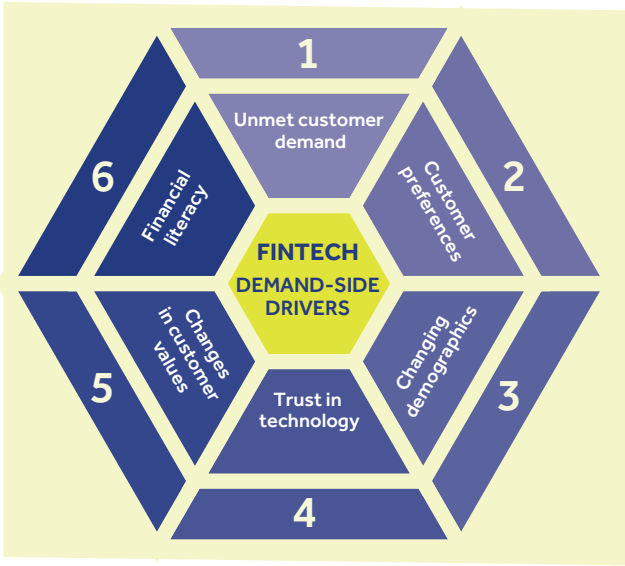 1
Unmet customer
demand
2
Customer
preferences
3
Changing
demographics
4
Trust in
technology
5
Changes
in customer
values
6
Financial
literacy
FINTECH
DEMAND-SIDE
DRIVERS